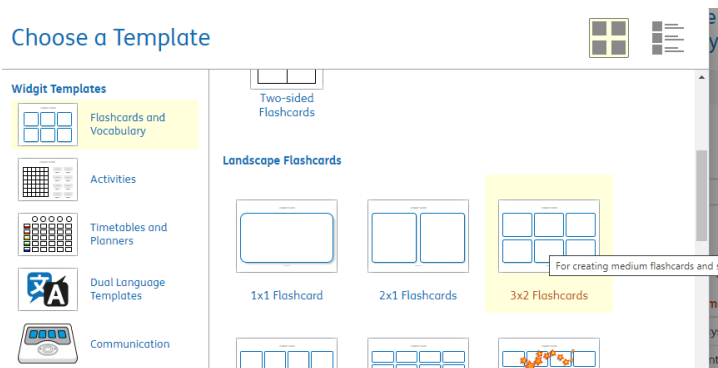 Choose a Template
Widgit Templates
Flashcards and
Vocabulary
Activities
Timetables and
Planners
Dual Language
Templates
Communication
Two-sided
Flashcards
Landscape Flashcards
1x1 Flashcard
2x1 Flashcards
3x2 Flashcards
For creating medium flashcards and s